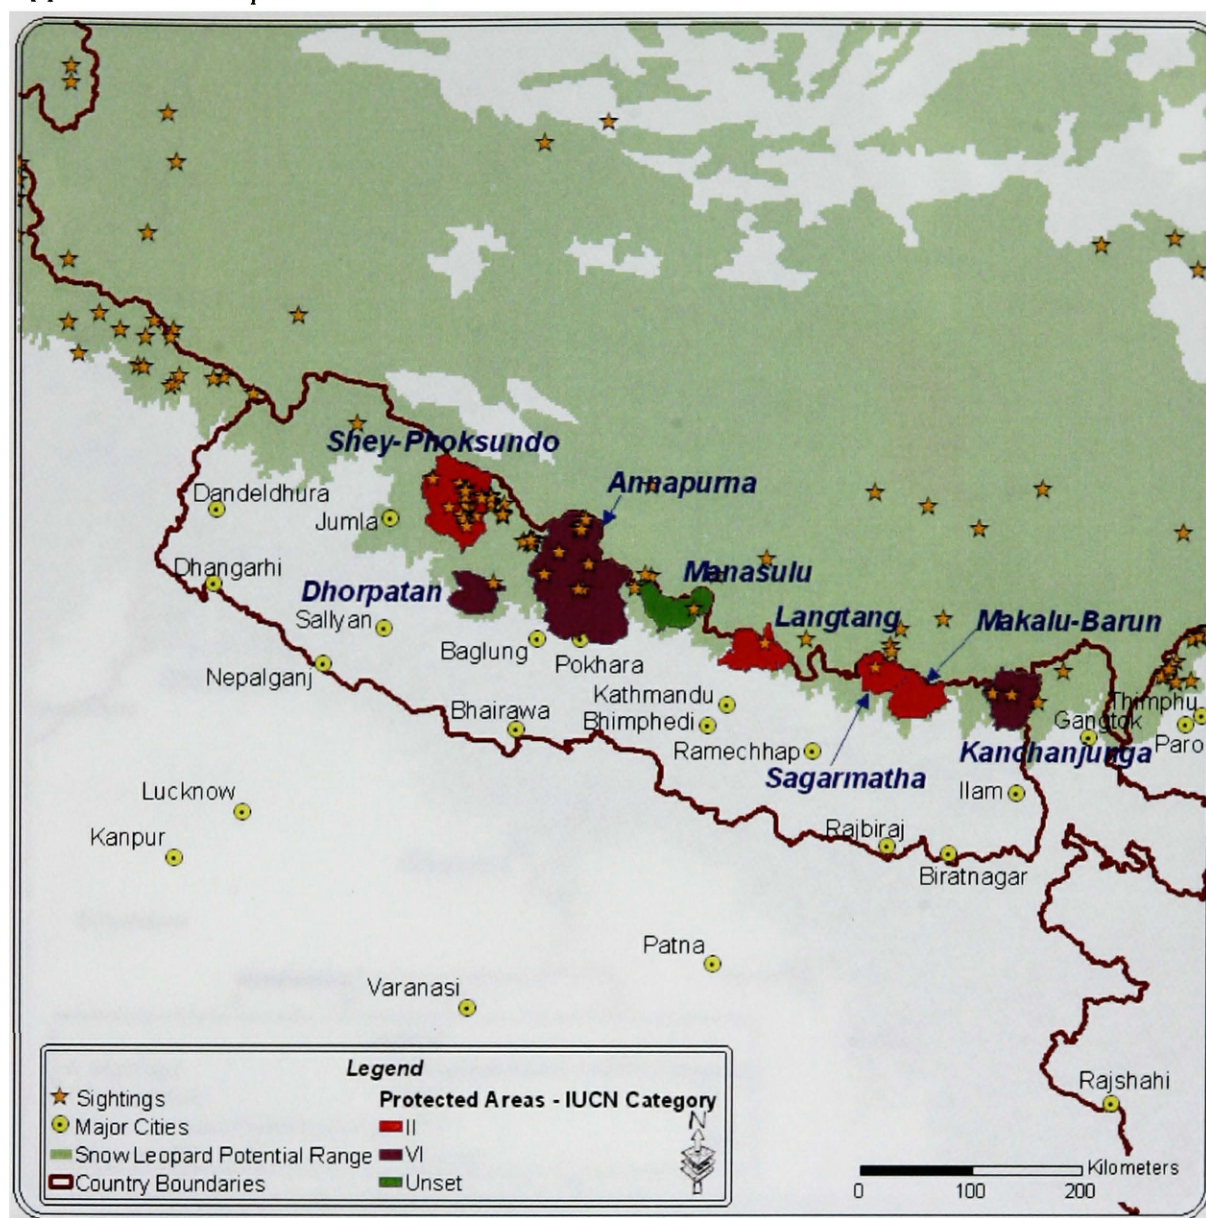 Shey-Phoksundo
Annapurna
Dandeldhura
Jumla
Dhangarhi
Manasulu
Dhorpatan
Sallyan
Langtang
Makalu-Barun
Baglung
Pokhara
Nepalganj
Kathmandu
Thimphu
Bhairawa
Bhimphedi
Gangtok
Paro
Ramechhap
Kanchanjunga
Sagarmatha
Lucknow
Ilam
Kanpur
Rajbiraj
Biratnagar
Patna
Varanasi
Legend
Sightings
Protected Areas - IUCN Category
Major Cities
II
N
Snow Leopard Potential Range
VI
Country Boundaries
Unset
Rajshahi
Kilometers
0 100 200